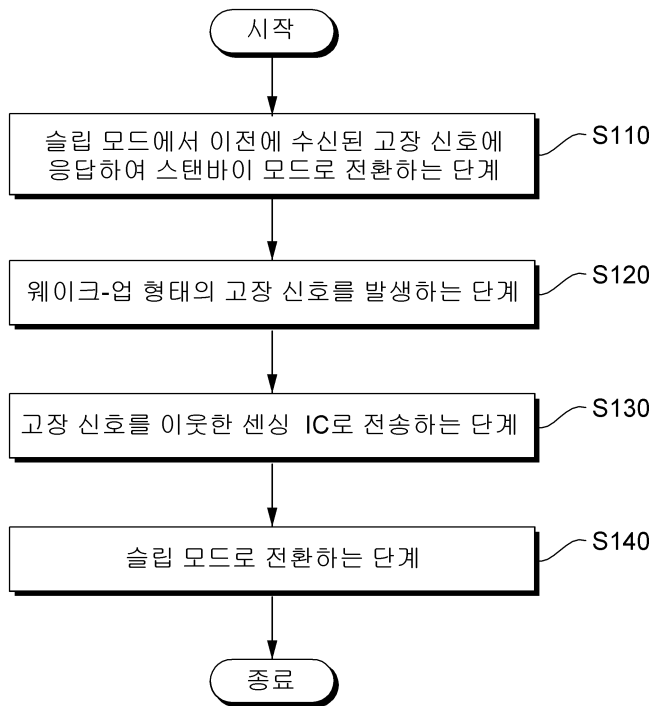 시작
슬립 모드에서 이전에 수신된 고장 신호에
응답하여 스탠바이 모드로 전환하는 단계
S110
웨이크-업 형태의 고장 신호를 발생하는 단계
S120
고장 신호를 이웃한 센싱 IC로 전송하는 단계
S130
슬립 모드로 전환하는 단계
S140
종료